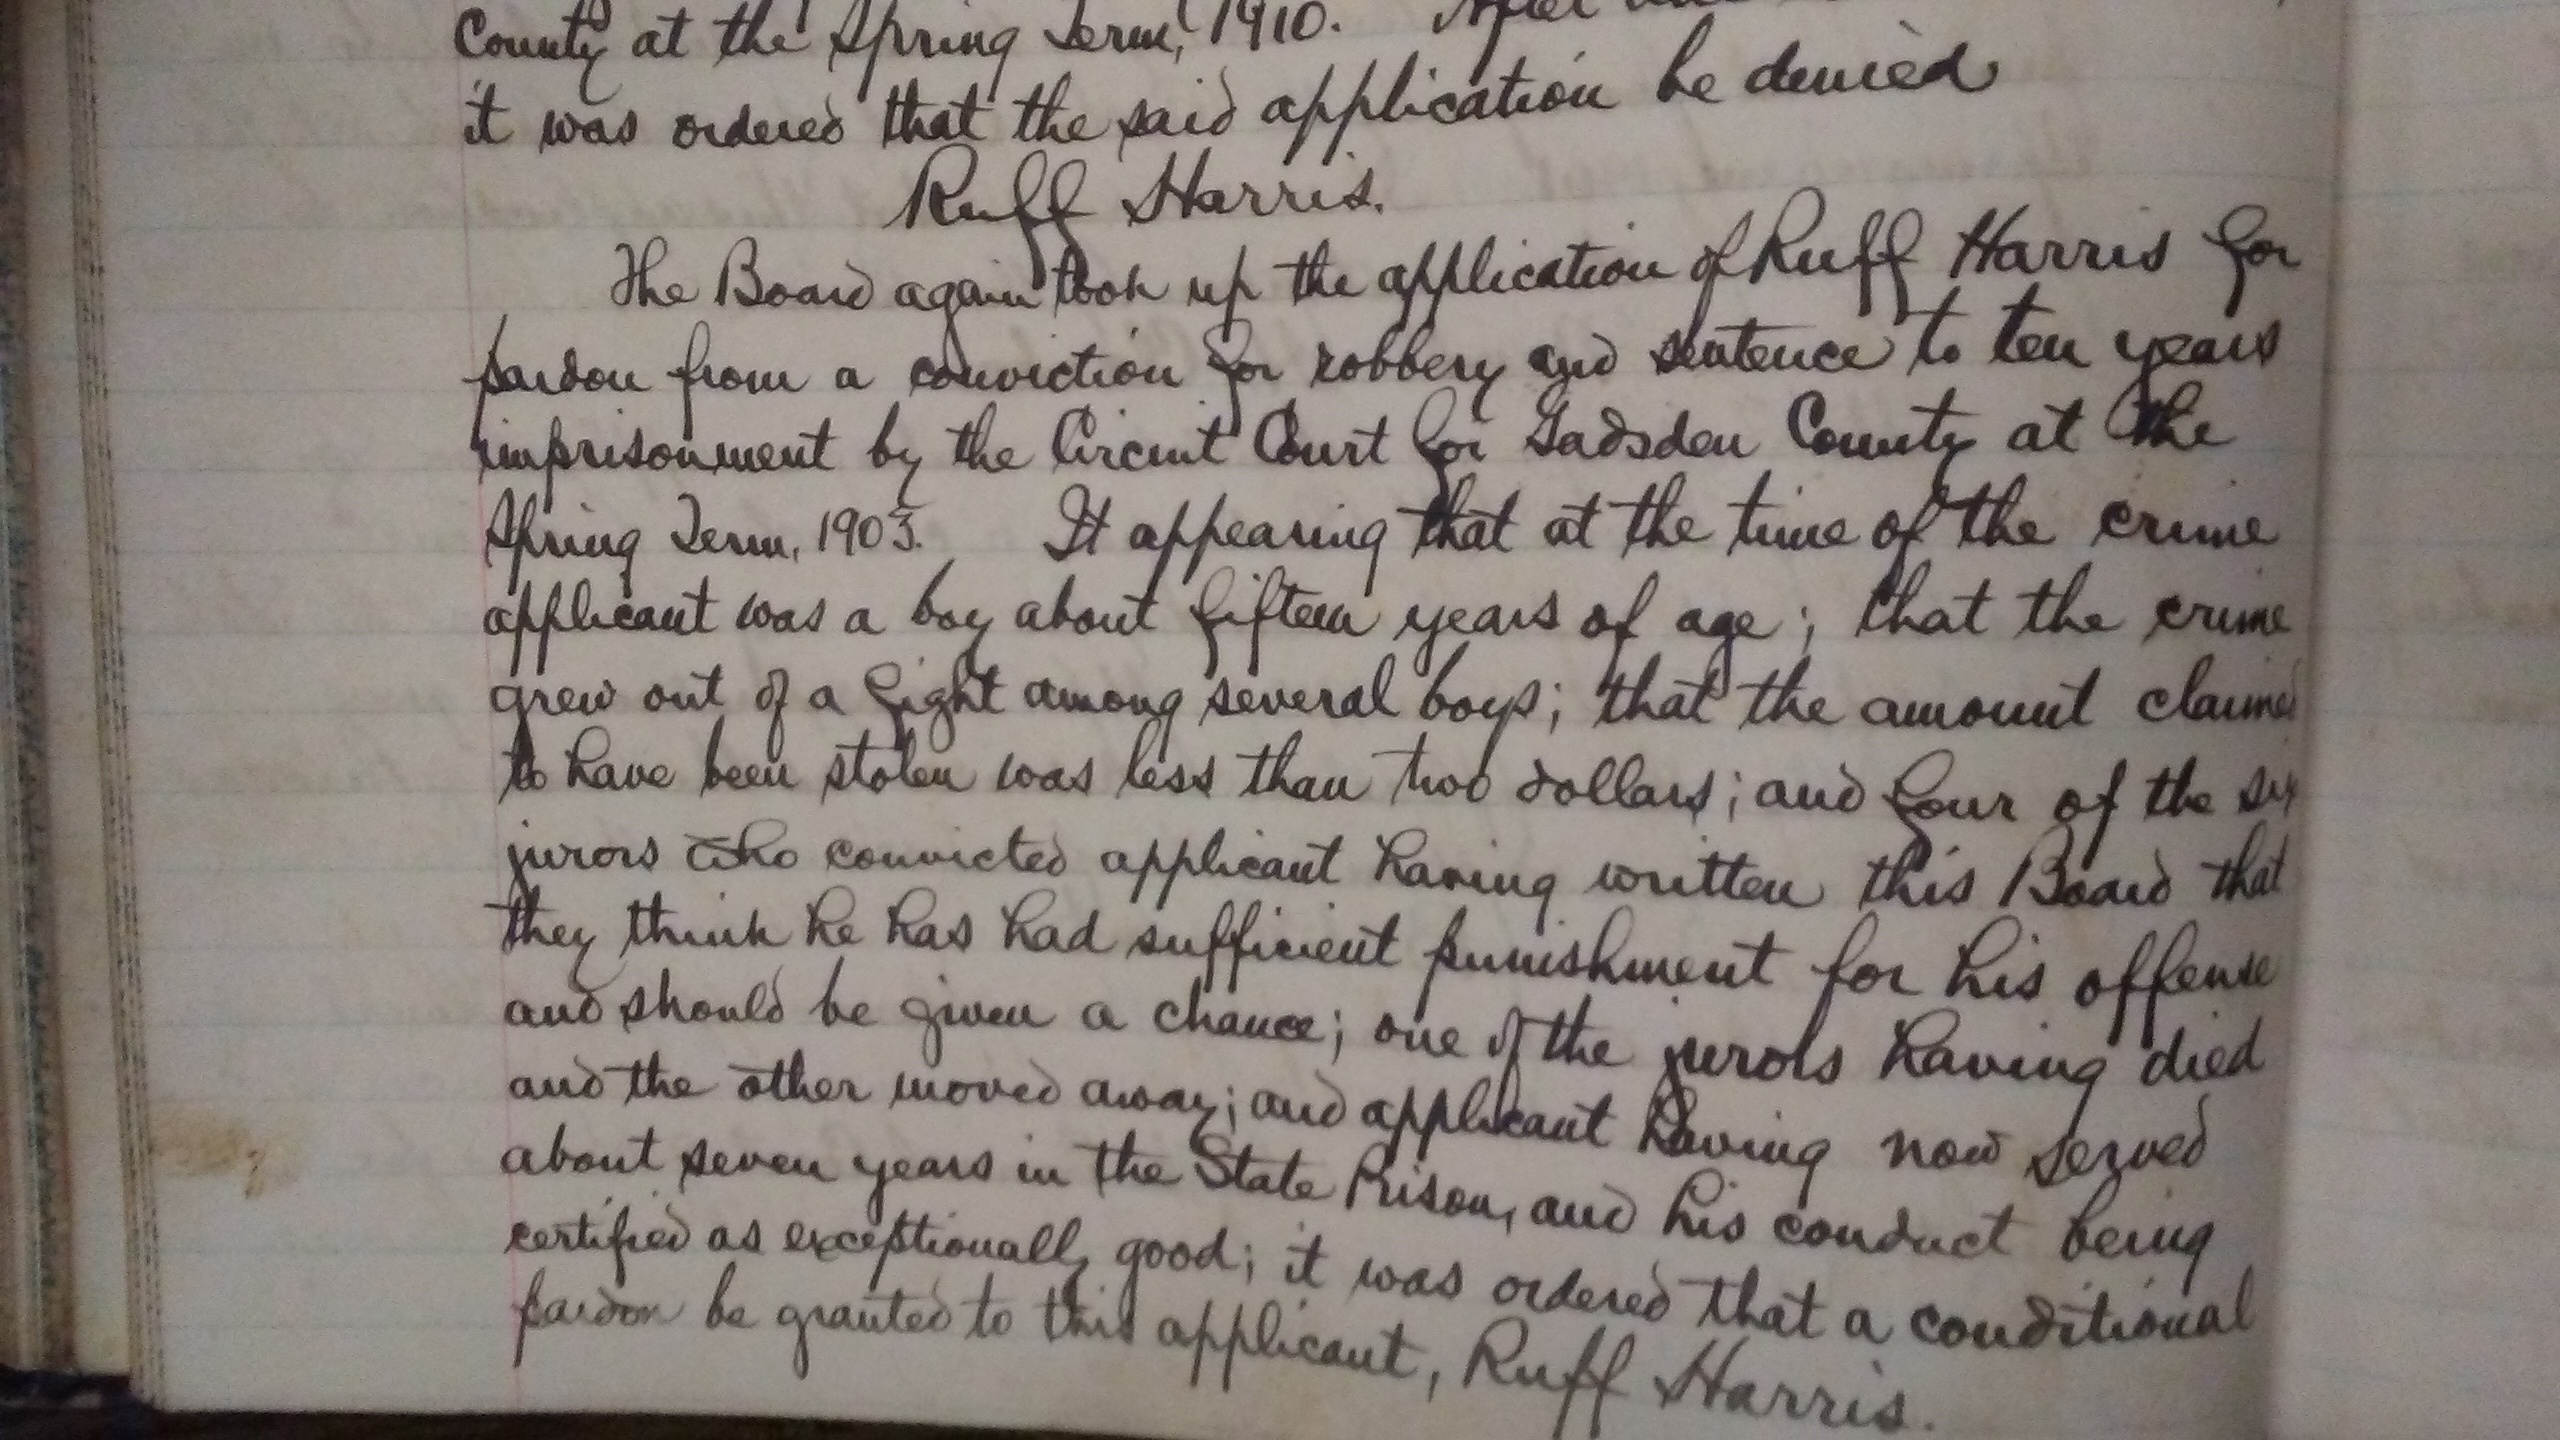 County at the Spring Term, 1910. After
it was ordered that the said application be denied
Ruff Harris.
The Board again took up the application of Ruff Harris for
pardon from a conviction for robbery and sentence to ten years
imprisonment by the Circuit Court for Gadsden County at the
Spring Term, 1903. It appearing that at the time of the crime
applicant was a boy about fifteen years of age; that the crime
grew out of a fight among several boys; that the amount claimed
to have been stolen was less than two dollars; and four of the six
jurors who convicted applicant having written this Board that
they think he has had sufficient punishment for his offense
and should be given a chance; one of the jurors having died
and the other moved away; and applicant having now served
about seven years in the State Prison, and his conduct being
certified as exceptionally good; it was ordered that a conditional
pardon be granted to this applicant, Ruff Harris.